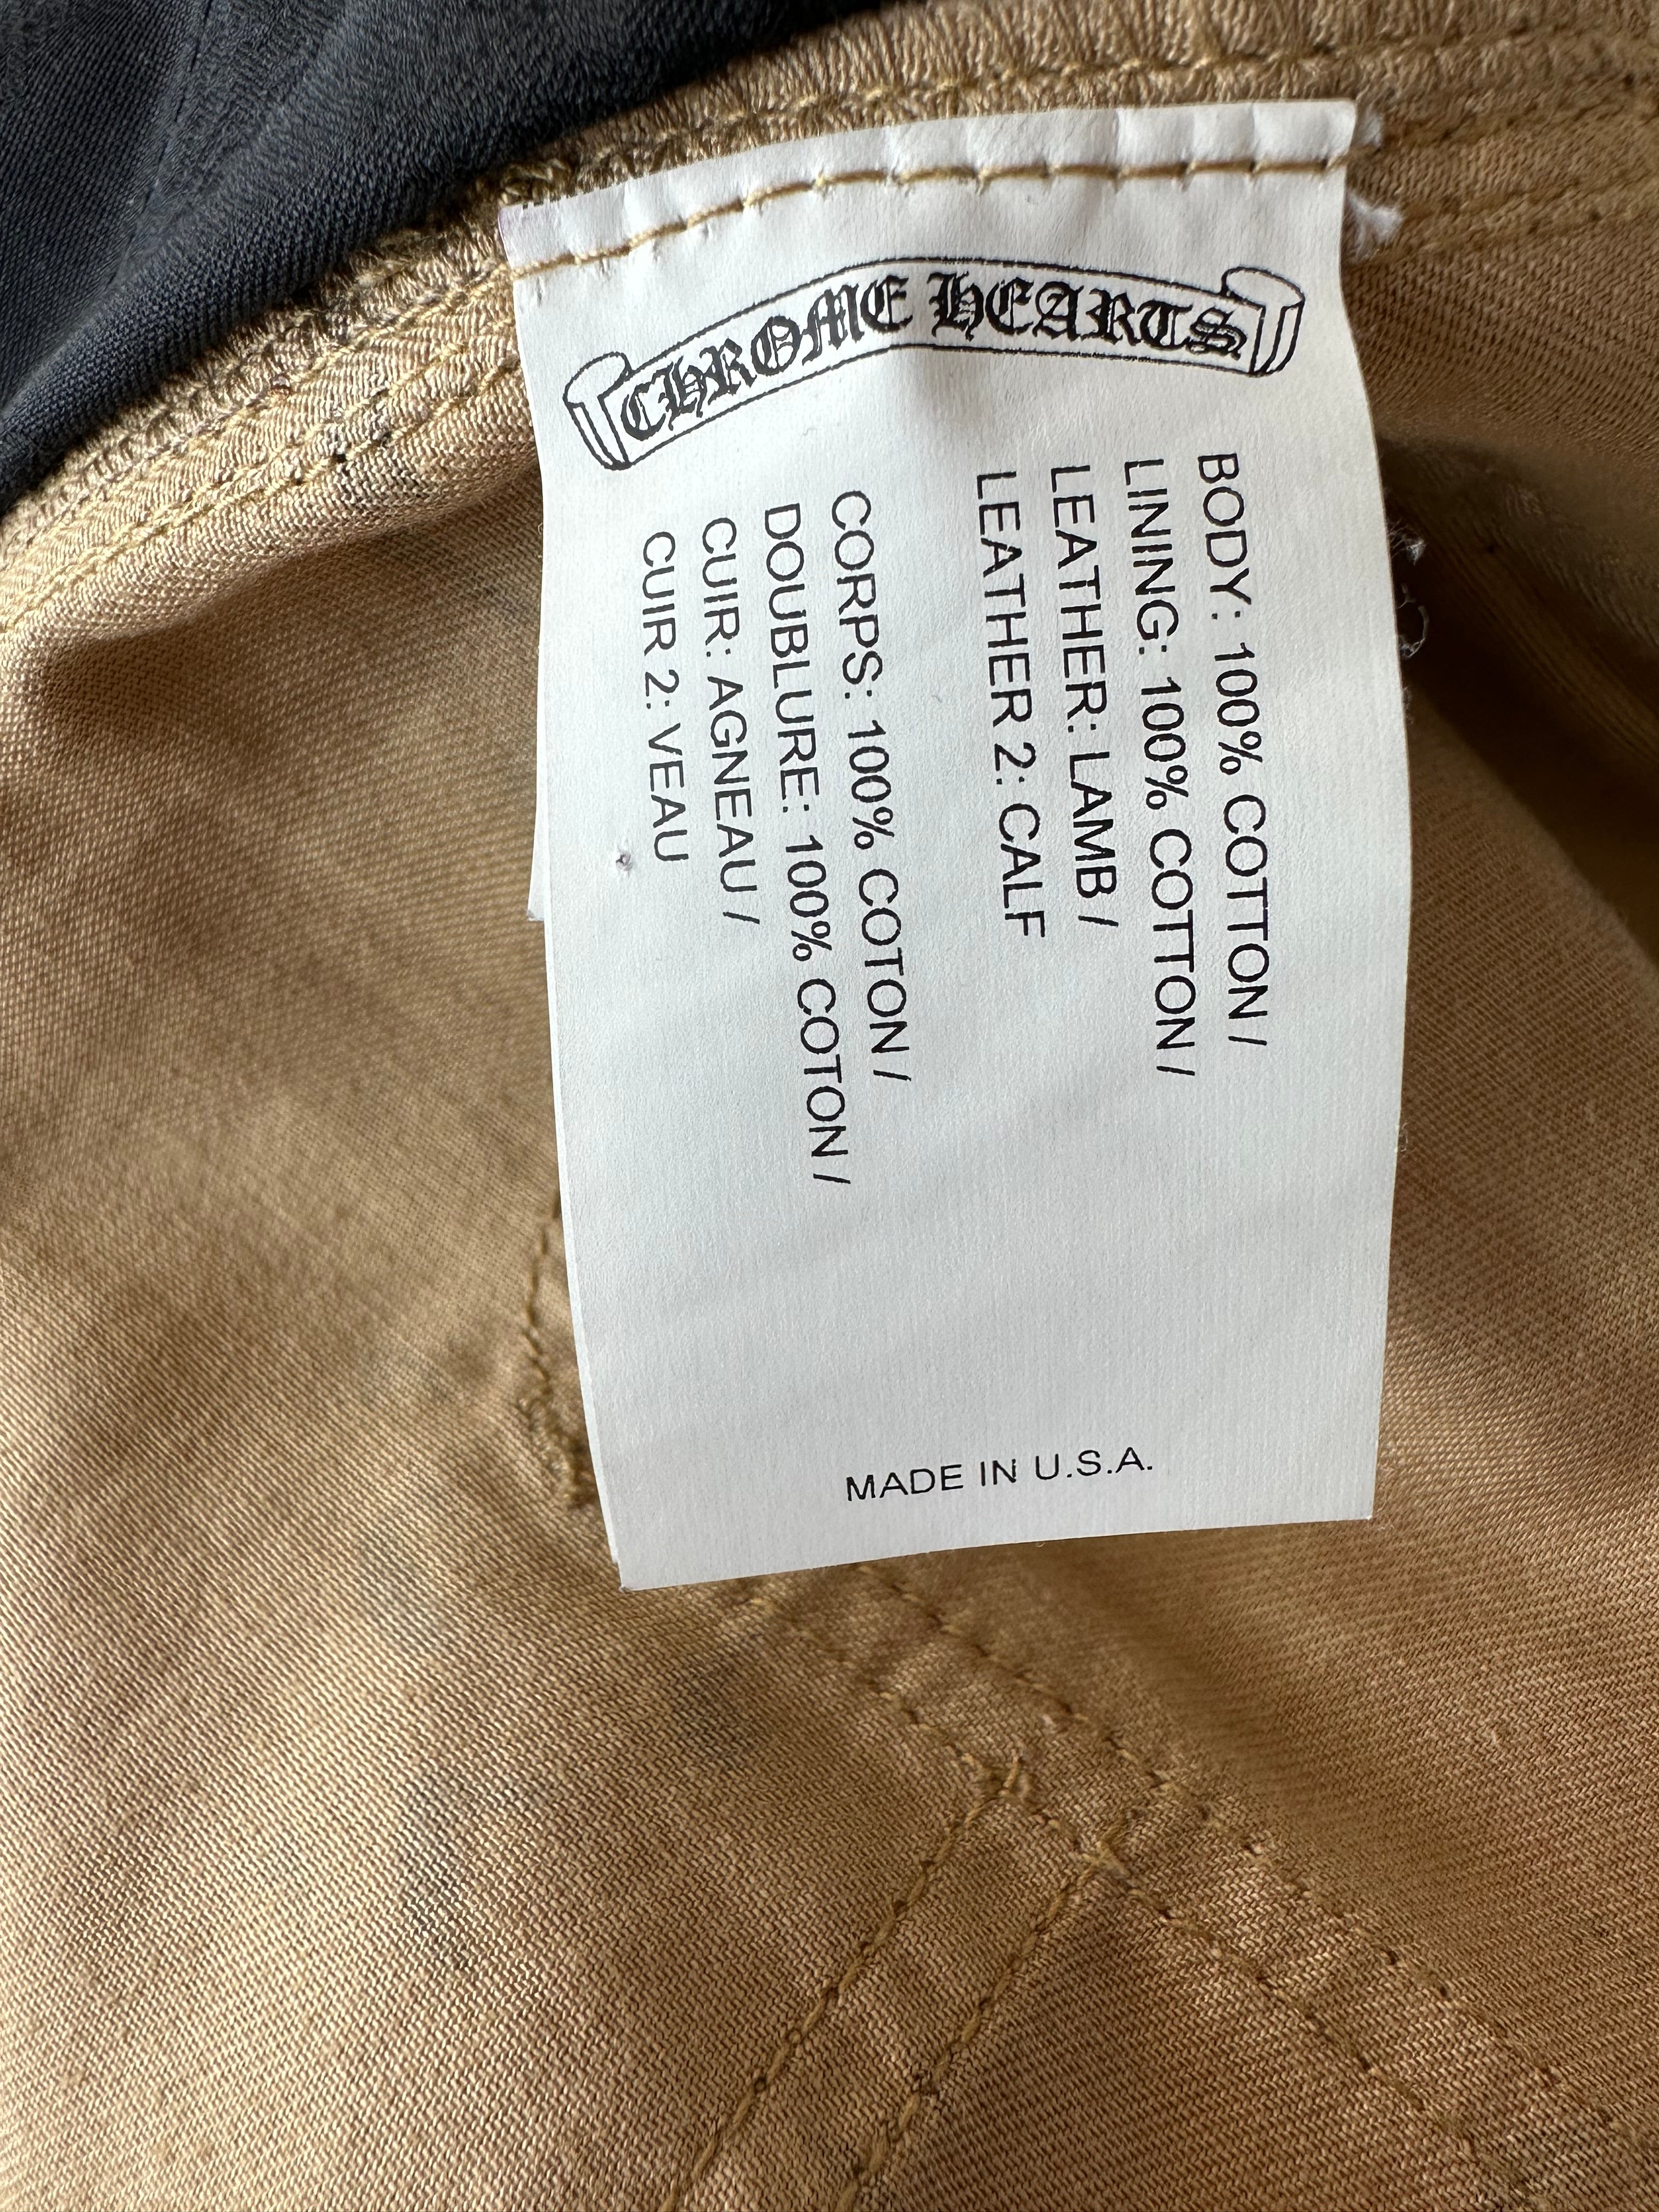 CHROME HEARTS
BODY: 100% COTTON /
LINING: 100% COTTON /
LEATHER: LAMB /
LEATHER 2: CALF
CORPS: 100% COTON /
DOUBLURE: 100% COTON /
CUIR: AGNEAU /
CUIR 2: VEAU
MADE IN U.S.A.